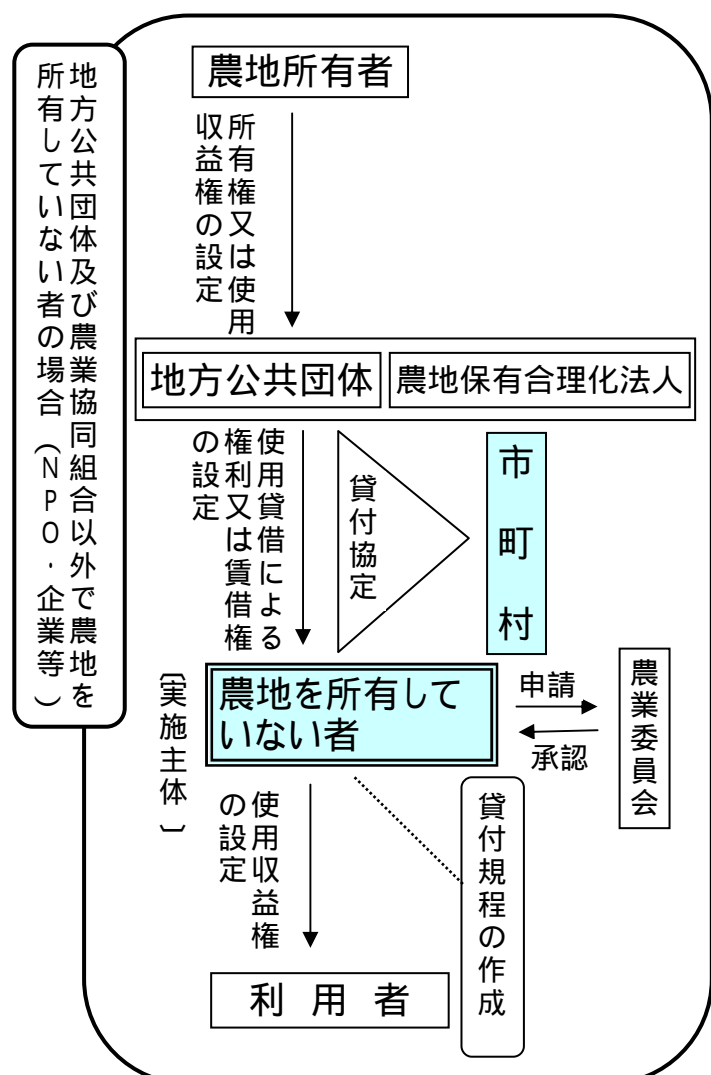 地方公共団体及び農業協同組合以外で農地を
所有していない者の場合（ＮＰＯ・企業等）
農地所有者
所有権又は使用
収益権の設定
地方公共団体
農地保有合理化法人
使用貸借による
権利又は賃借権
の設定
貸付協定
市町村
〔実施主体〕
農地を所有して
いない者
申請
承認
農業委員会
使用収益権
の設定
貸付規程の作成
利用者